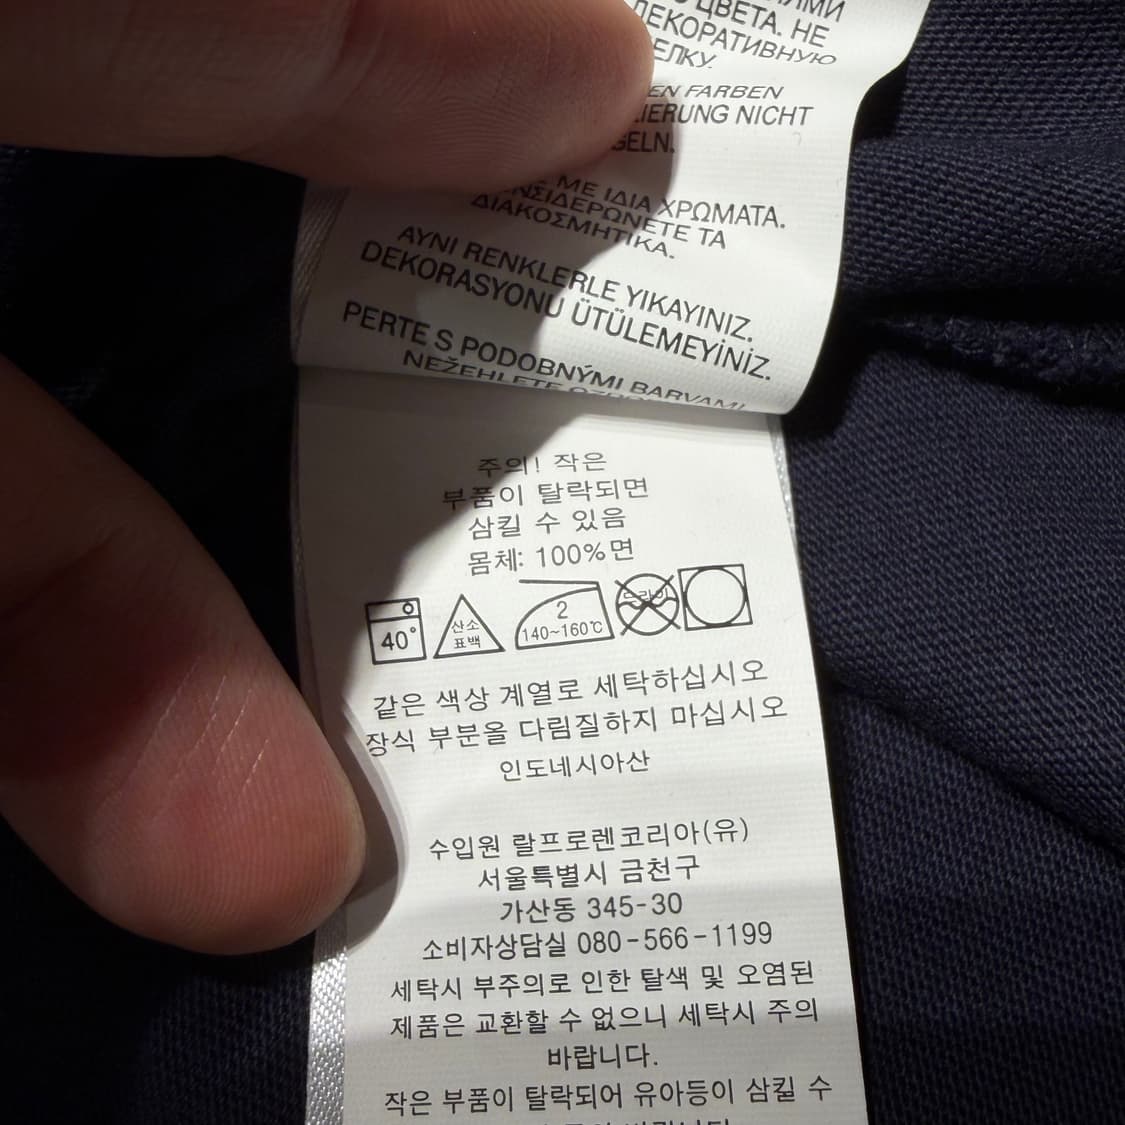 ЦВЕТА. НЕ
ДЕКОРАТИВНУЮ
EN FARBEN
NICHT
ΜΕ ΙΔΙΑ ΧΡΩΜΑΤΑ.
ΤΑ
ΔΙΑΚΟΣΜΗΤΙΚΑ.
AYNI RENKLERLE YIKAYINIZ.
DEKORASYONU ÜTÜLEMEYİNİZ.
PERTE S PODOBNÝMI BARVAMI
NEŽEHLETE
주의! 작은
부품이 탈락되면
삼킬 수 있음
몸체: 100%면
40°
산소
표백
2
140~160℃
드라이
같은 색상 계열로 세탁하십시오
장식 부분올 다림질하지 마십시오
인도네시아산
수입원 랄프로렌코리아(유)
서울특별시 금천구
가산동 345-30
소비자상담실 080-566-1199
세탁시 부주의로 인한 탈색 및 오염된
제품은 교환할 수 없으니 세탁시 주의
바랍니다.
작은 부품이 탈락되어 유아등이 삼킬 수